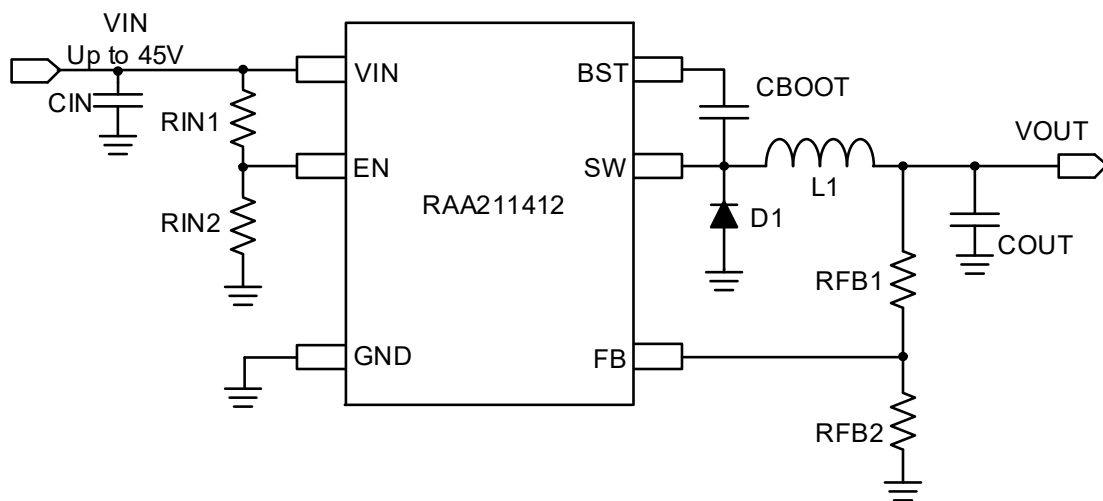 VIN
Up to 45V
CIN
RIN1
RIN2
VIN
EN
GND
RAA211412
BST
SW
FB
CBOOT
L1
D1
VOUT
COUT
RFB1
RFB2